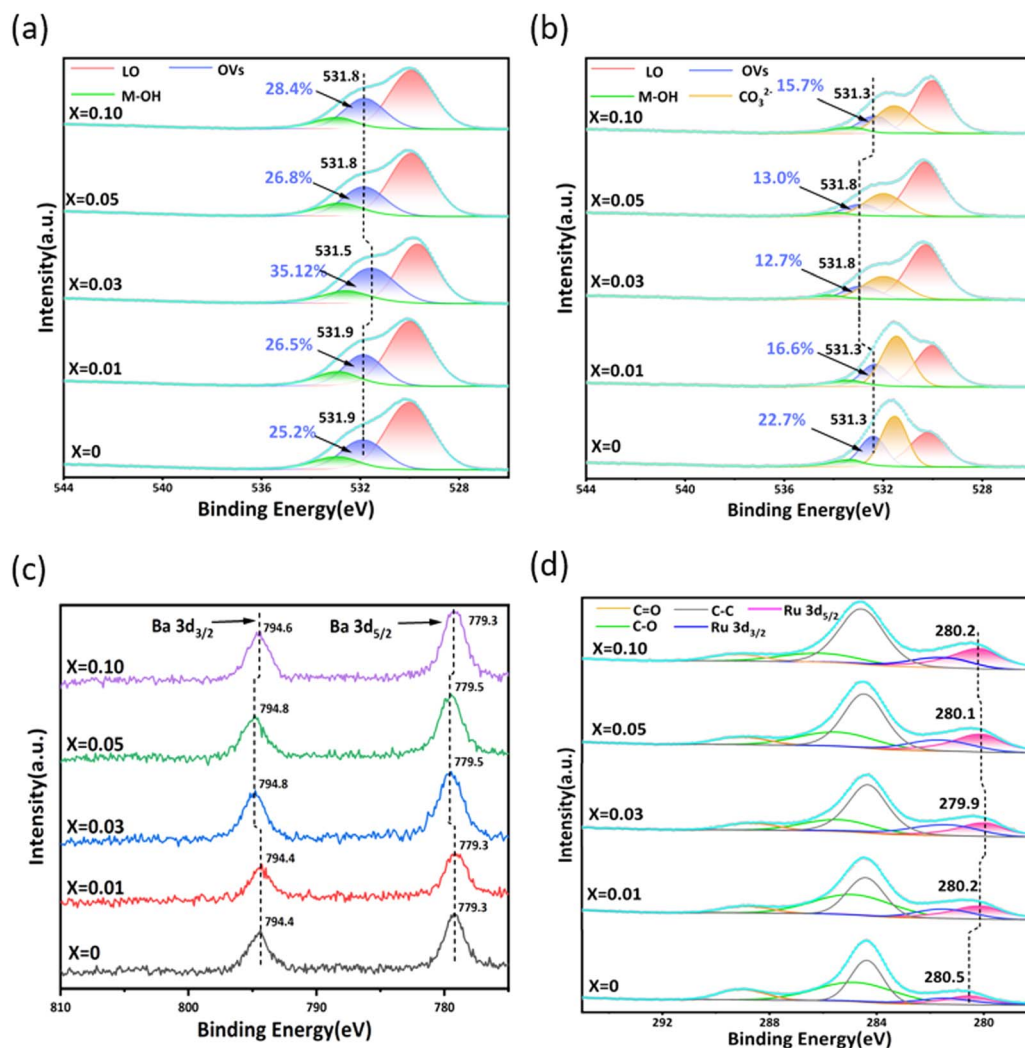 (a)
LO
OVs
M-OH
531.8
28.4%
X=0.10
531.8
26.8%
X=0.05
531.5
35.12%
X=0.03
531.9
26.5%
X=0.01
531.9
25.2%
X=0
Intensity(a.u.)
544 540 536 532 528
Binding Energy(eV)
(b)
LO
OVs
M-OH
CO₃²⁻
15.7%
531.3
X=0.10
13.0%
531.8
X=0.05
12.7%
531.8
X=0.03
16.6%
531.3
X=0.01
22.7%
531.3
X=0
Intensity(a.u.)
544 540 536 532 528
Binding Energy(eV)
(c)
Ba 3d₃/₂
Ba 3d₅/₂
794.6
779.3
X=0.10
794.8
779.5
X=0.05
794.8
779.5
X=0.03
794.4
779.3
X=0.01
794.4
779.3
X=0
Intensity(a.u.)
810 800 790 780
Binding Energy(eV)
(d)
C=O
C-C
Ru 3d₅/₂
C-O
Ru 3d₃/₂
280.2
X=0.10
280.1
X=0.05
279.9
X=0.03
280.2
X=0.01
280.5
X=0
Intensity(a.u.)
292 288 284 280
Binding Energy(eV)